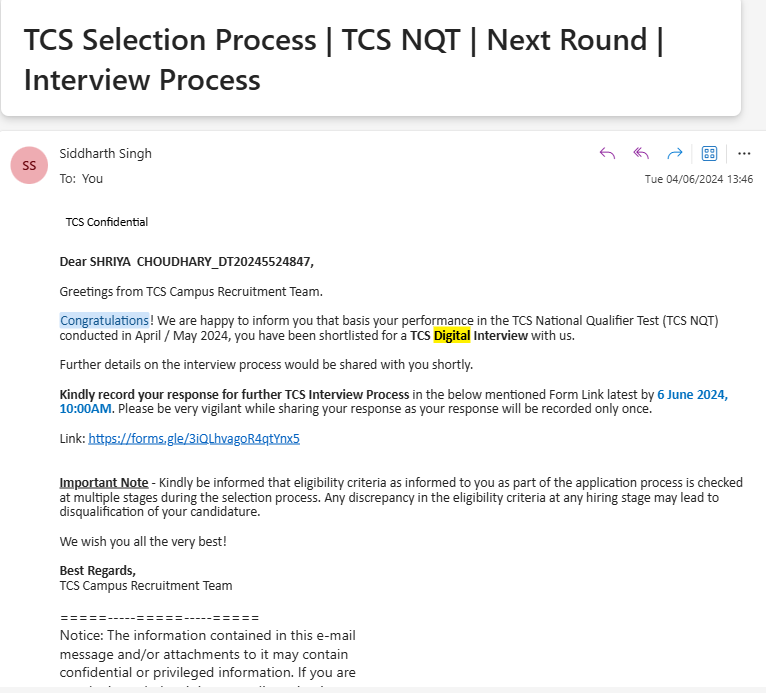 TCS Selection Process | TCS NQT | Next Round |
Interview Process
SS
Siddharth Singh
To: You
Tue 04/06/2024 13:46
TCS Confidential
Dear SHRIYA CHOUDHARY_DT20245524847,
Greetings from TCS Campus Recruitment Team.
Congratulations! We are happy to inform you that basis your performance in the TCS National Qualifier Test (TCS NQT)
conducted in April / May 2024, you have been shortlisted for a TCS Digital Interview with us.
Further details on the interview process would be shared with you shortly.
Kindly record your response for further TCS Interview Process in the below mentioned Form Link latest by 6 June 2024,
10:00AM. Please be very vigilant while sharing your response as your response will be recorded only once.
Link: https://forms.gle/3iQLhvagoR4qtYnx5
Important Note - Kindly be informed that eligibility criteria as informed to you as part of the application process is checked
at multiple stages during the selection process. Any discrepancy in the eligibility criteria at any hiring stage may lead to
disqualification of your candidature.
We wish you all the very best!
Best Regards,
TCS Campus Recruitment Team
=====-----=====-----=====
Notice: The information contained in this e-mail
message and/or attachments to it may contain
confidential or privileged information. If you are